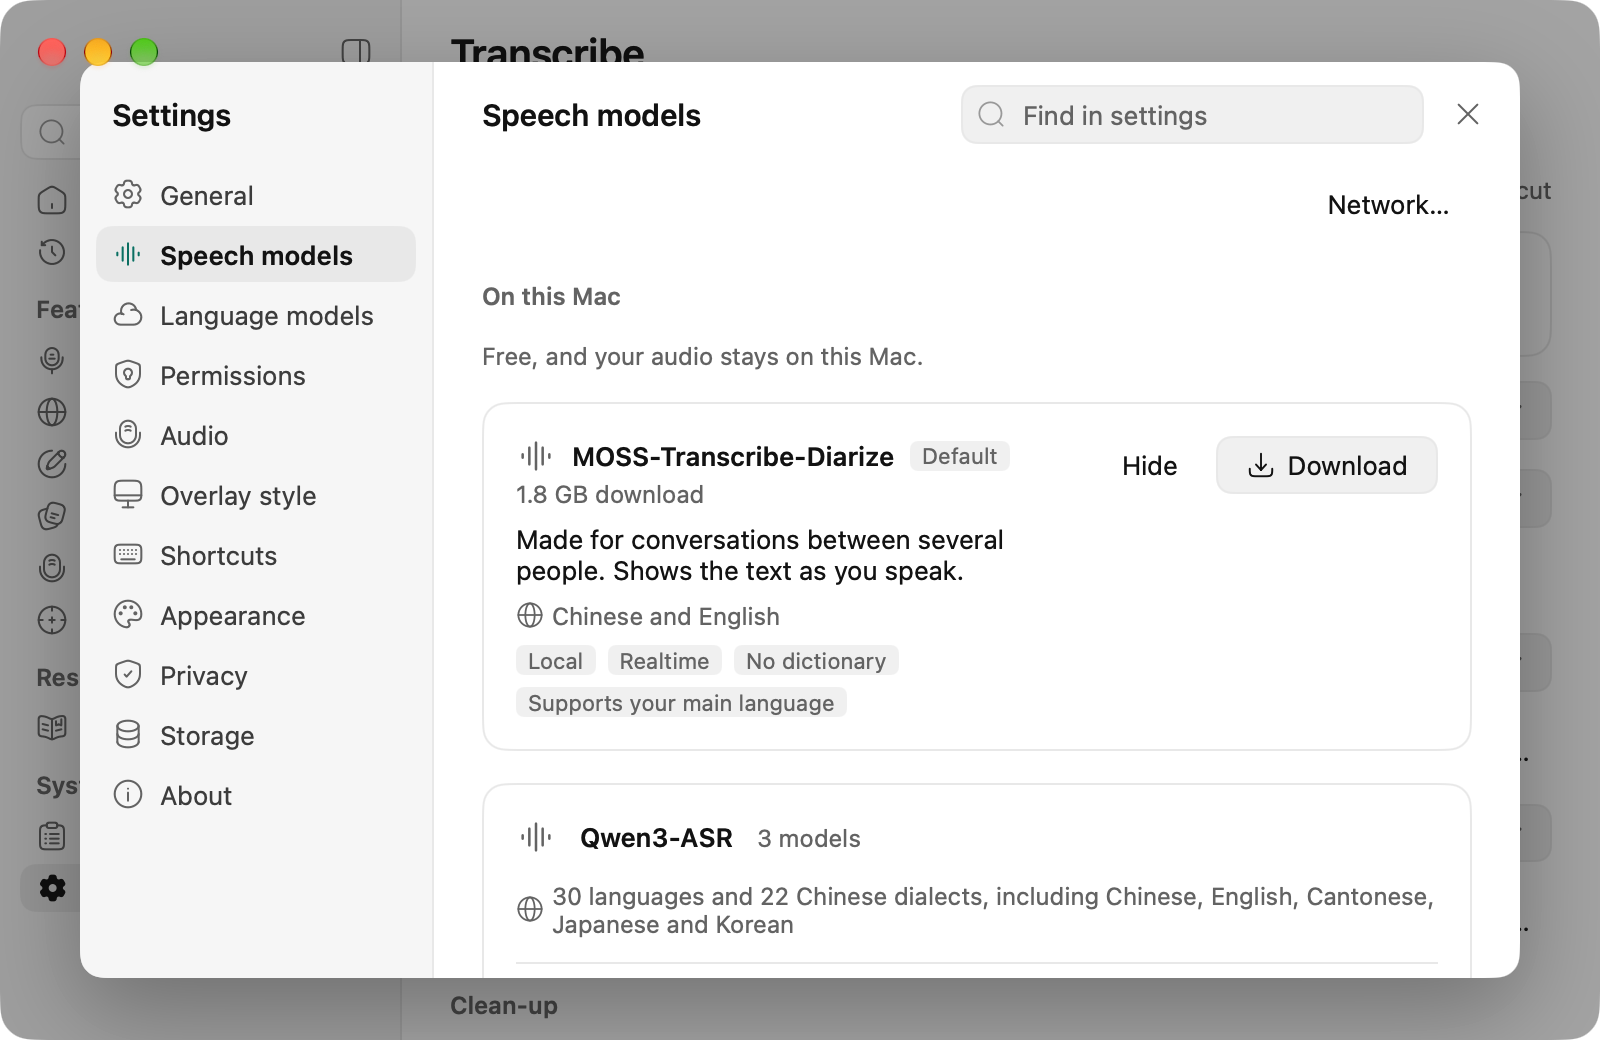 Transcribe
Settings
General
Speech models
Language models
Permissions
Audio
Overlay style
Shortcuts
Appearance
Privacy
Storage
About
Speech models
Find in settings
Network...
On this Mac
Free, and your audio stays on this Mac.
MOSS-Transcribe-Diarize
Default
Hide
Download
1.8 GB download
Made for conversations between several
people. Shows the text as you speak.
Chinese and English
Local
Realtime
No dictionary
Supports your main language
Qwen3-ASR
3 models
30 languages and 22 Chinese dialects, including Chinese, English, Cantonese,
Japanese and Korean
Clean-up